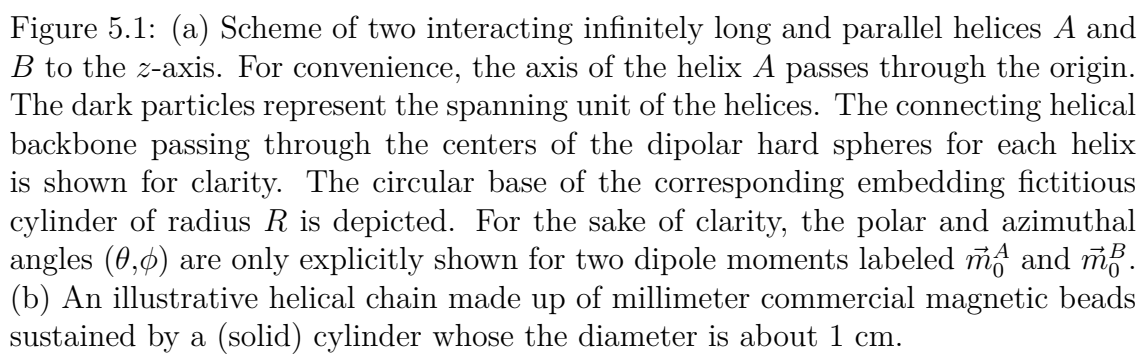 Figure 5.1: (a) Scheme of two interacting infinitely long and parallel helices A and
B to the z-axis. For convenience, the axis of the helix A passes through the origin.
The dark particles represent the spanning unit of the helices. The connecting helical
backbone passing through the centers of the dipolar hard spheres for each helix
is shown for clarity. The circular base of the corresponding embedding fictitious
cylinder of radius R is depicted. For the sake of clarity, the polar and azimuthal
angles (θ,ϕ) are only explicitly shown for two dipole moments labeled $\vec{m}_0^A$ and $\vec{m}_0^B$.
(b) An illustrative helical chain made up of millimeter commercial magnetic beads
sustained by a (solid) cylinder whose the diameter is about 1 cm.